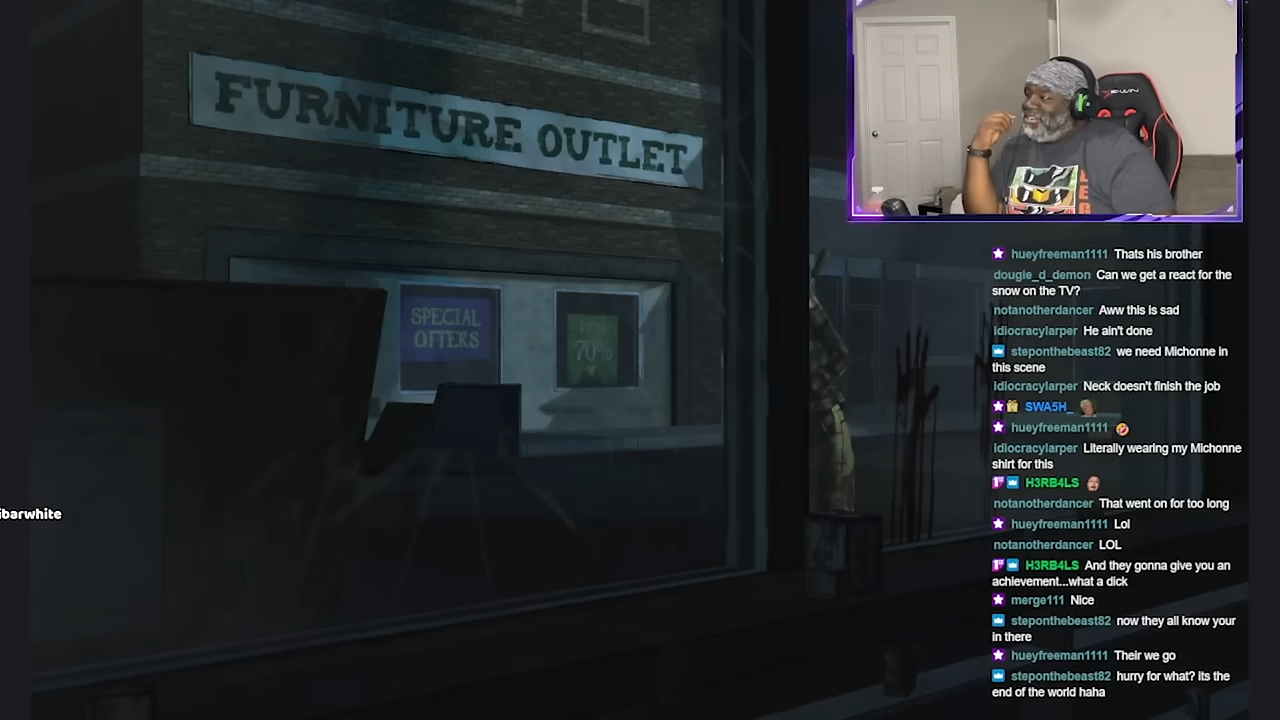 FURNITURE OUTLET
SPECIAL
OFFERS
70%
ibarwhite
hueyfreeman1111 Thats his brother
dougie_d_demon Can we get a react for the
snow on the TV?
notanotherdancer Aww this is sad
idiocracylarper He ain't done
steponthebeast82 we need Michonne in
this scene
idiocracylarper Neck doesn't finish the job
SWA5H_
hueyfreeman1111
idiocracylarper Literally wearing my Michonne
shirt for this
H3RB4LS
notanotherdancer That went on for too long
hueyfreeman1111 Lol
notanotherdancer LOL
H3RB4LS And they gonna give you an
achievement...what a dick
merge111 Nice
steponthebeast82 now they all know your
in there
hueyfreeman1111 Their we go
steponthebeast82 hurry for what? Its the
end of the world haha